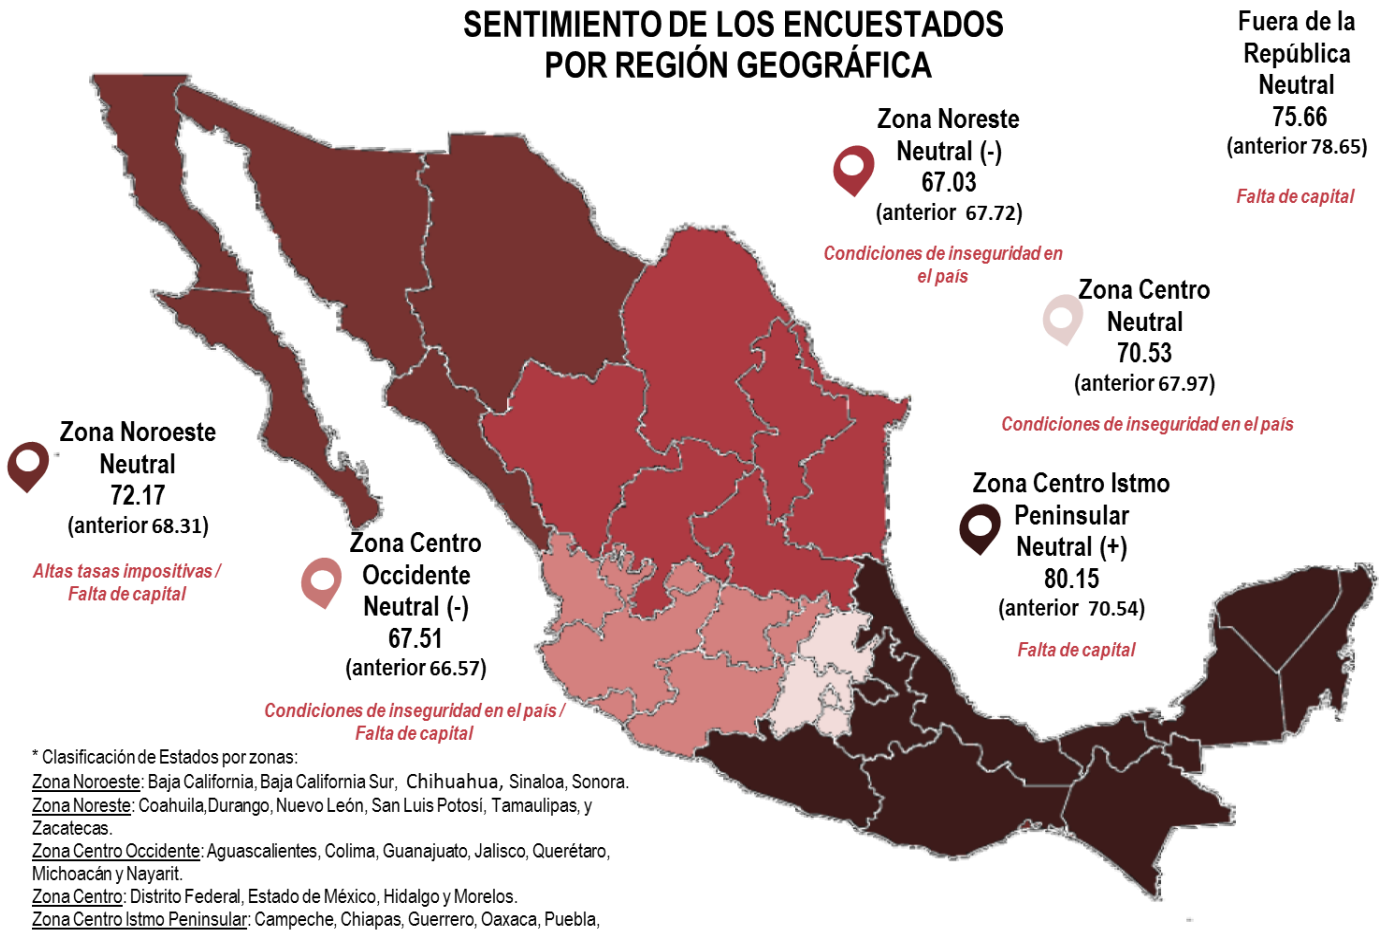 SENTIMIENTO DE LOS ENCUESTADOS
POR REGIÓN GEOGRÁFICA
Fuera de la
República
Neutral
75.66
(anterior 78.65)
Falta de capital
Zona Noreste
Neutral (-)
67.03
(anterior 67.72)
Condiciones de inseguridad en
el país
Zona Centro
Neutral
70.53
(anterior 67.97)
Condiciones de inseguridad en el país
Zona Noroeste
Neutral
72.17
(anterior 68.31)
Altas tasas impositivas /
Falta de capital
Zona Centro
Occidente
Neutral (-)
67.51
(anterior 66.57)
Condiciones de inseguridad en el país /
Falta de capital
Zona Centro Istmo
Peninsular
Neutral (+)
80.15
(anterior 70.54)
Falta de capital
* Clasificación de Estados por zonas:
Zona Noroeste: Baja California, Baja California Sur, Chihuahua, Sinaloa, Sonora.
Zona Noreste: Coahuila,Durango, Nuevo León, San Luis Potosí, Tamaulipas, y
Zacatecas.
Zona Centro Occidente: Aguascalientes, Colima, Guanajuato, Jalisco, Querétaro,
Michoacán y Nayarit.
Zona Centro: Distrito Federal, Estado de México, Hidalgo y Morelos.
Zona Centro Istmo Peninsular: Campeche, Chiapas, Guerrero, Oaxaca, Puebla,